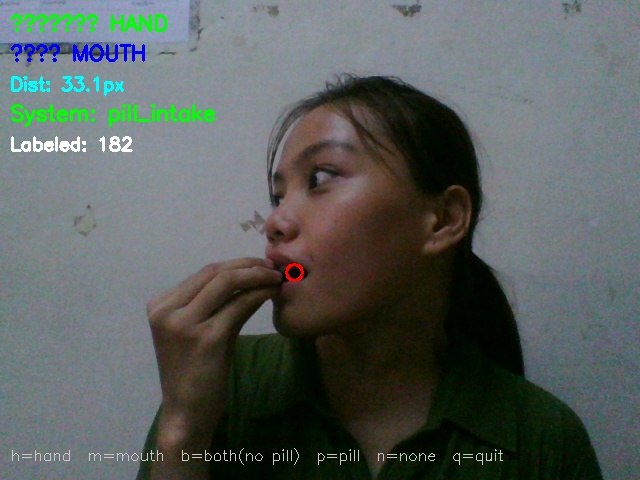 ??????? HAND
???? MOUTH
Dist: 33.1px
System: pill_intake
Labeled: 182
h=hand m=mouth b=both(no pill) p=pill n=none q=quit